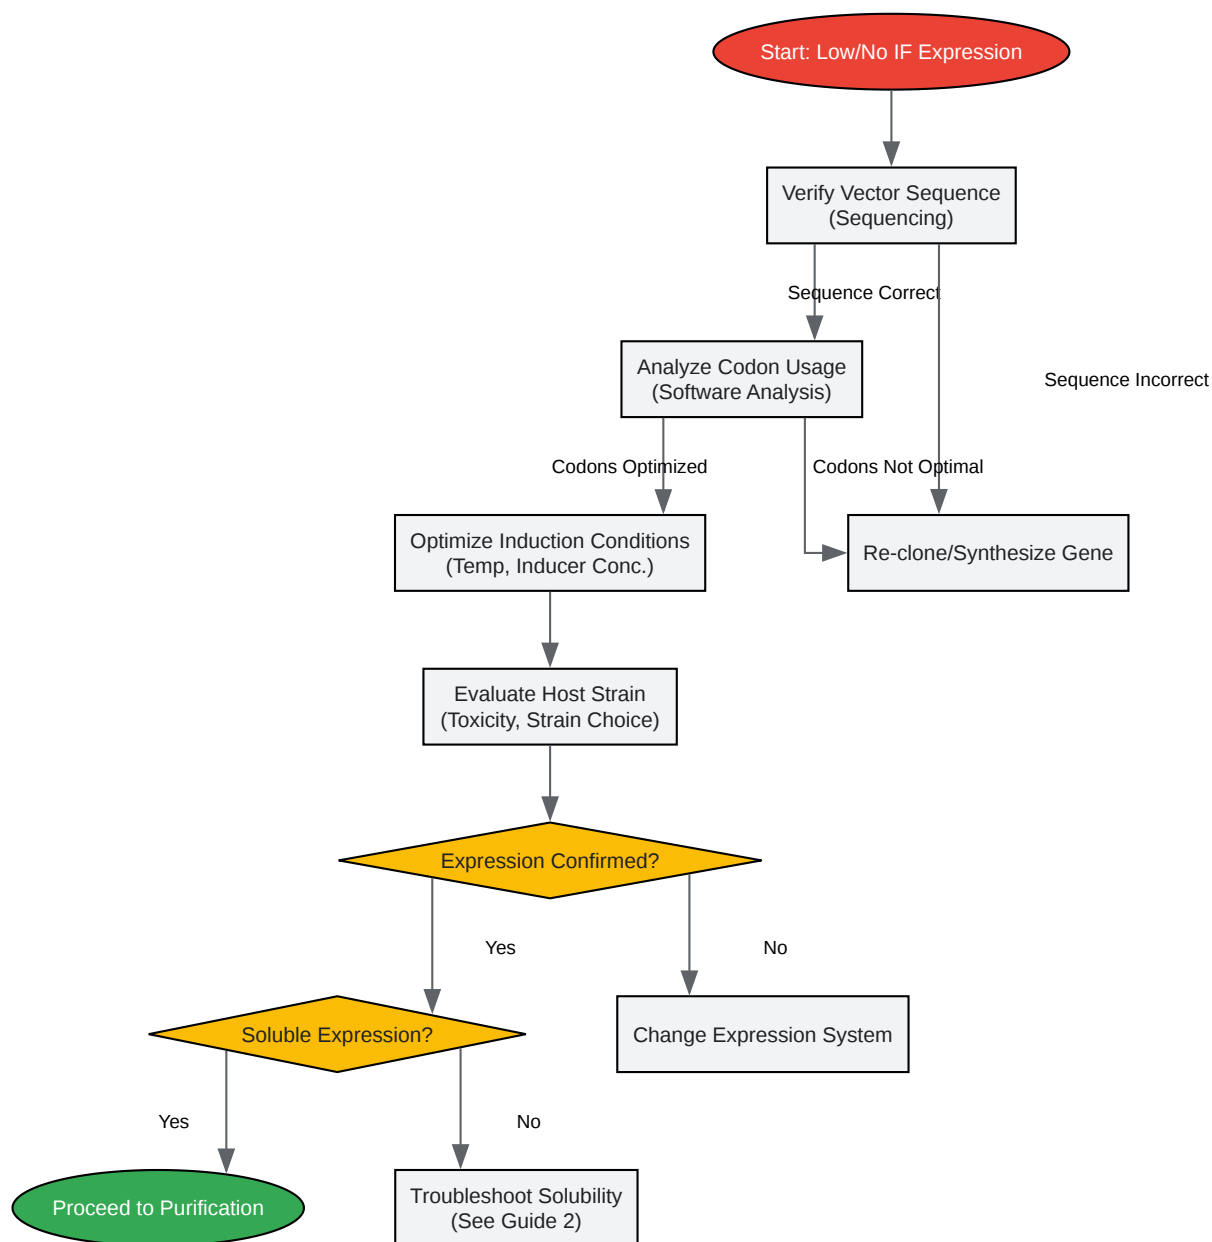 Start: Low/No IF Expression
Verify Vector Sequence
(Sequencing)
Sequence Correct
Analyze Codon Usage
(Software Analysis)
Sequence Incorrect
Codons Optimized
Codons Not Optimal
Optimize Induction Conditions
(Temp, Inducer Conc.)
Re-clone/Synthesize Gene
Evaluate Host Strain
(Toxicity, Strain Choice)
Expression Confirmed?
Yes
No
Soluble Expression?
Change Expression System
Yes
No
Proceed to Purification
Troubleshoot Solubility
(See Guide 2)